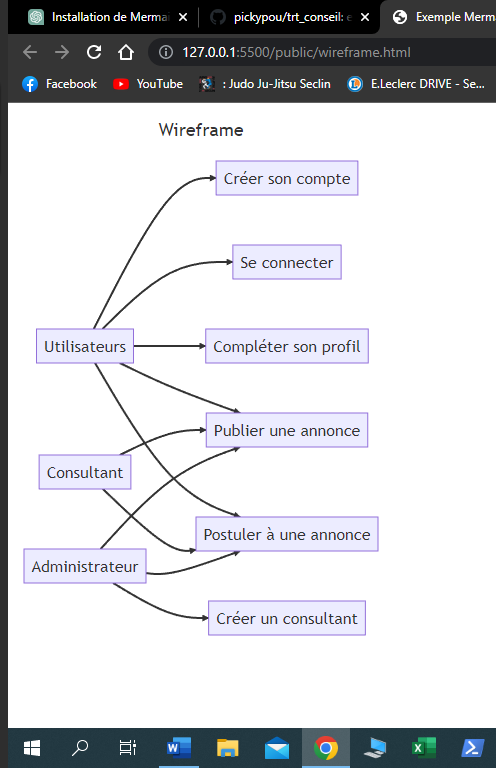 Installation de Merma
pickypou/trt_conseil: e
Exemple Merm
127.0.0.1:5500/public/wireframe.html
Facebook
YouTube
: Judo Ju-Jitsu Seclin
E.Leclerc DRIVE - Se...
Wireframe
Créer son compte
Se connecter
Utilisateurs
Compléter son profil
Publier une annonce
Consultant
Postuler à une annonce
Administrateur
Créer un consultant